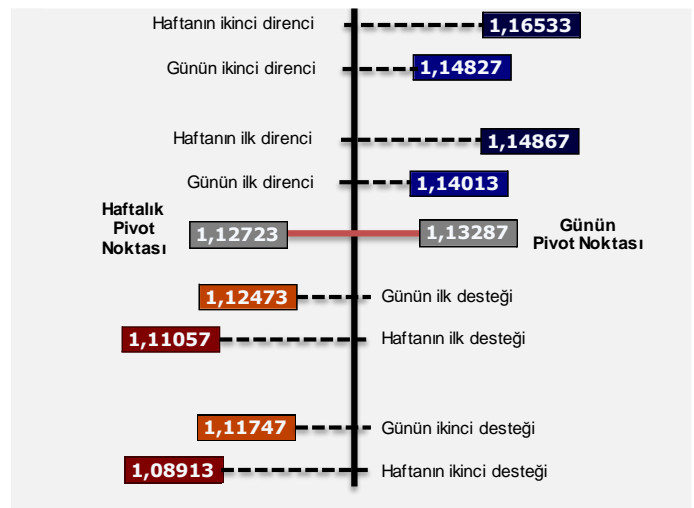 Haftanın ikinci direnci 1,16533
Günün ikinci direnci 1,14827
Haftanın ilk direnci 1,14867
Günün ilk direnci 1,14013
Haftalık
Pivot
Noktası
1,12723
1,13287
Günün
Pivot Noktası
1,12473 Günün ilk desteği
1,11057 Haftanın ilk desteği
1,11747 Günün ikinci desteği
1,08913 Haftanın ikinci desteği